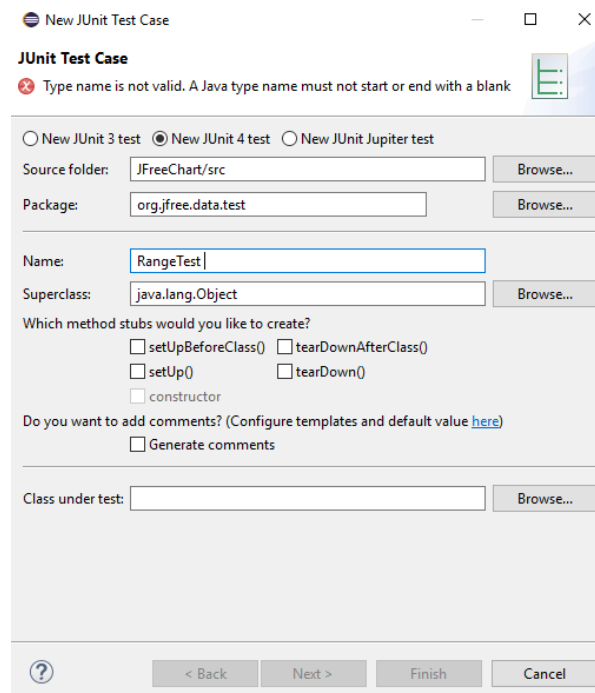 New JUnit Test Case
JUnit Test Case
Type name is not valid. A Java type name must not start or end with a blank
New JUnit 3 test New JUnit 4 test New JUnit Jupiter test
Source folder: JFreeChart/src Browse...
Package: org.jfree.data.test Browse...
Name: RangeTest
Superclass: java.lang.Object Browse...
Which method stubs would you like to create?
setUpBeforeClass() tearDownAfterClass()
setUp() tearDown()
constructor
Do you want to add comments? (Configure templates and default value here)
Generate comments
Class under test: Browse...
? < Back Next > Finish Cancel